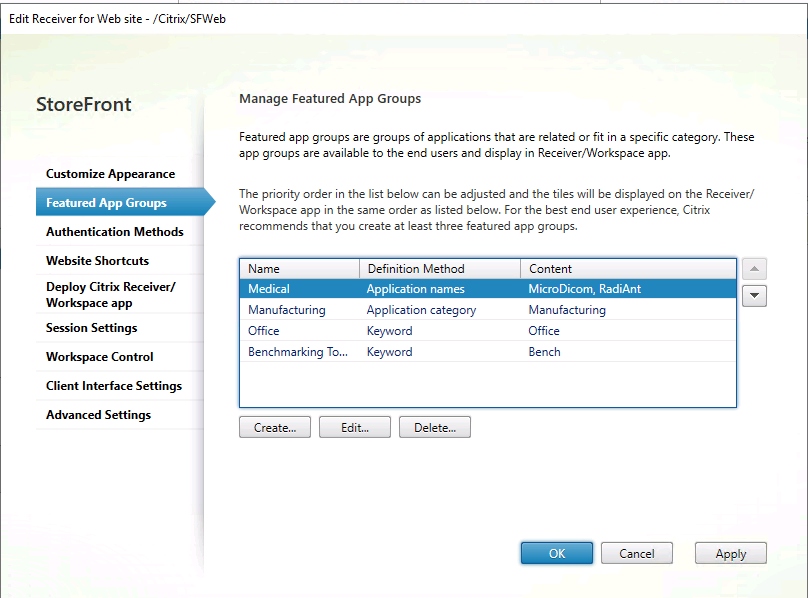 Edit Receiver for Web site - /Citrix/SFWeb
StoreFront
Customize Appearance
Featured App Groups
Authentication Methods
Website Shortcuts
Deploy Citrix Receiver/
Workspace app
Session Settings
Workspace Control
Client Interface Settings
Advanced Settings
Manage Featured App Groups
Featured app groups are groups of applications that are related or fit in a specific category. These
app groups are available to the end users and display in Receiver/Workspace app.
The priority order in the list below can be adjusted and the tiles will be displayed on the Receiver/
Workspace app in the same order as listed below. For the best end user experience, Citrix
recommends that you create at least three featured app groups.
Name Definition Method Content
Medical Application names MicroDicom, RadiAnt
Manufacturing Application category Manufacturing
Office Keyword Office
Benchmarking To... Keyword Bench
Create... Edit... Delete...
OK Cancel Apply